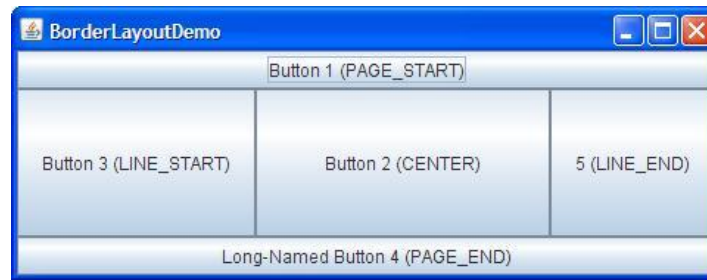 BorderLayoutDemo
Button 1 (PAGE_START)
Button 3 (LINE_START)
Button 2 (CENTER)
5 (LINE_END)
Long-Named Button 4 (PAGE_END)